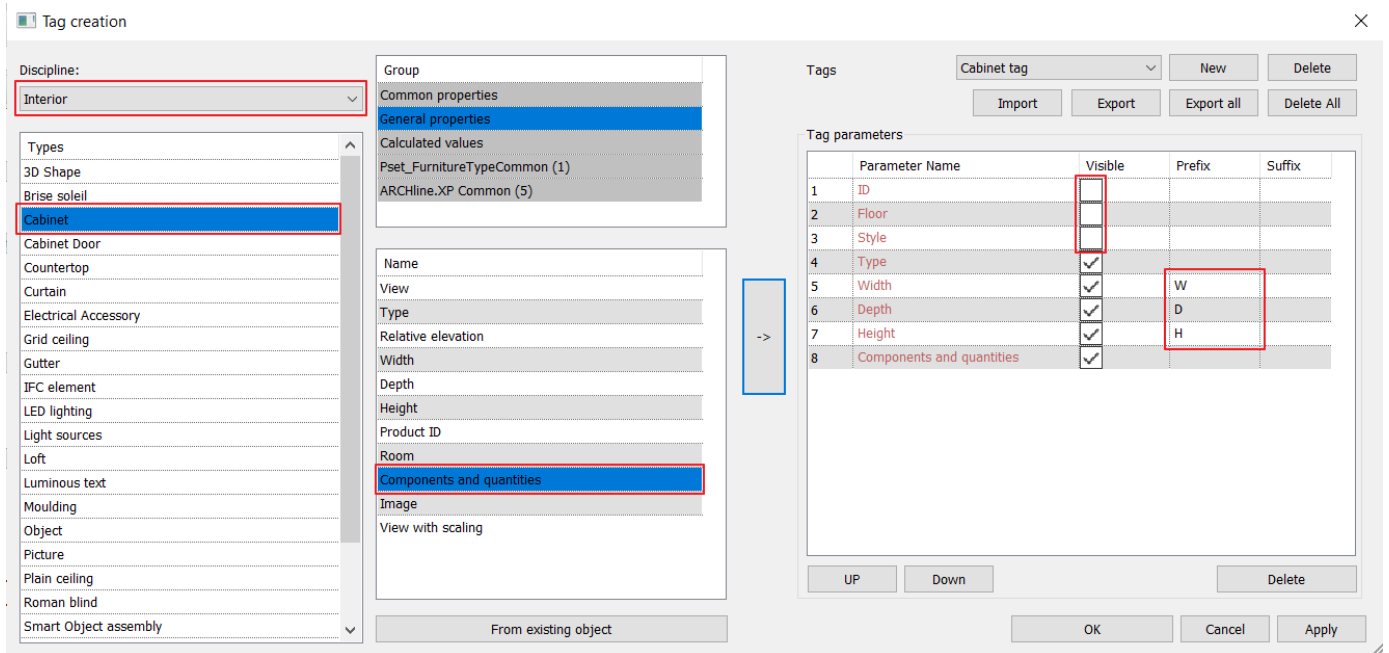 Tag creation
Discipline:
Interior
Types
3D Shape
Brise soleil
Cabinet
Cabinet Door
Countertop
Curtain
Electrical Accessory
Grid ceiling
Gutter
IFC element
LED lighting
Light sources
Loft
Luminous text
Moulding
Object
Picture
Plain ceiling
Roman blind
Smart Object assembly
Group
Common properties
General properties
Calculated values
Pset_FurnitureTypeCommon (1)
ARCHline.XP Common (5)
Name
View
Type
Relative elevation
Width
Depth
Height
Product ID
Room
Components and quantities
Image
View with scaling
From existing object
->
Tags Cabinet tag New Delete
Import Export Export all Delete All
Tag parameters
Parameter Name Visible Prefix Suffix
1 ID
2 Floor
3 Style
4 Type
5 Width W
6 Depth D
7 Height H
8 Components and quantities
UP Down Delete
OK Cancel Apply